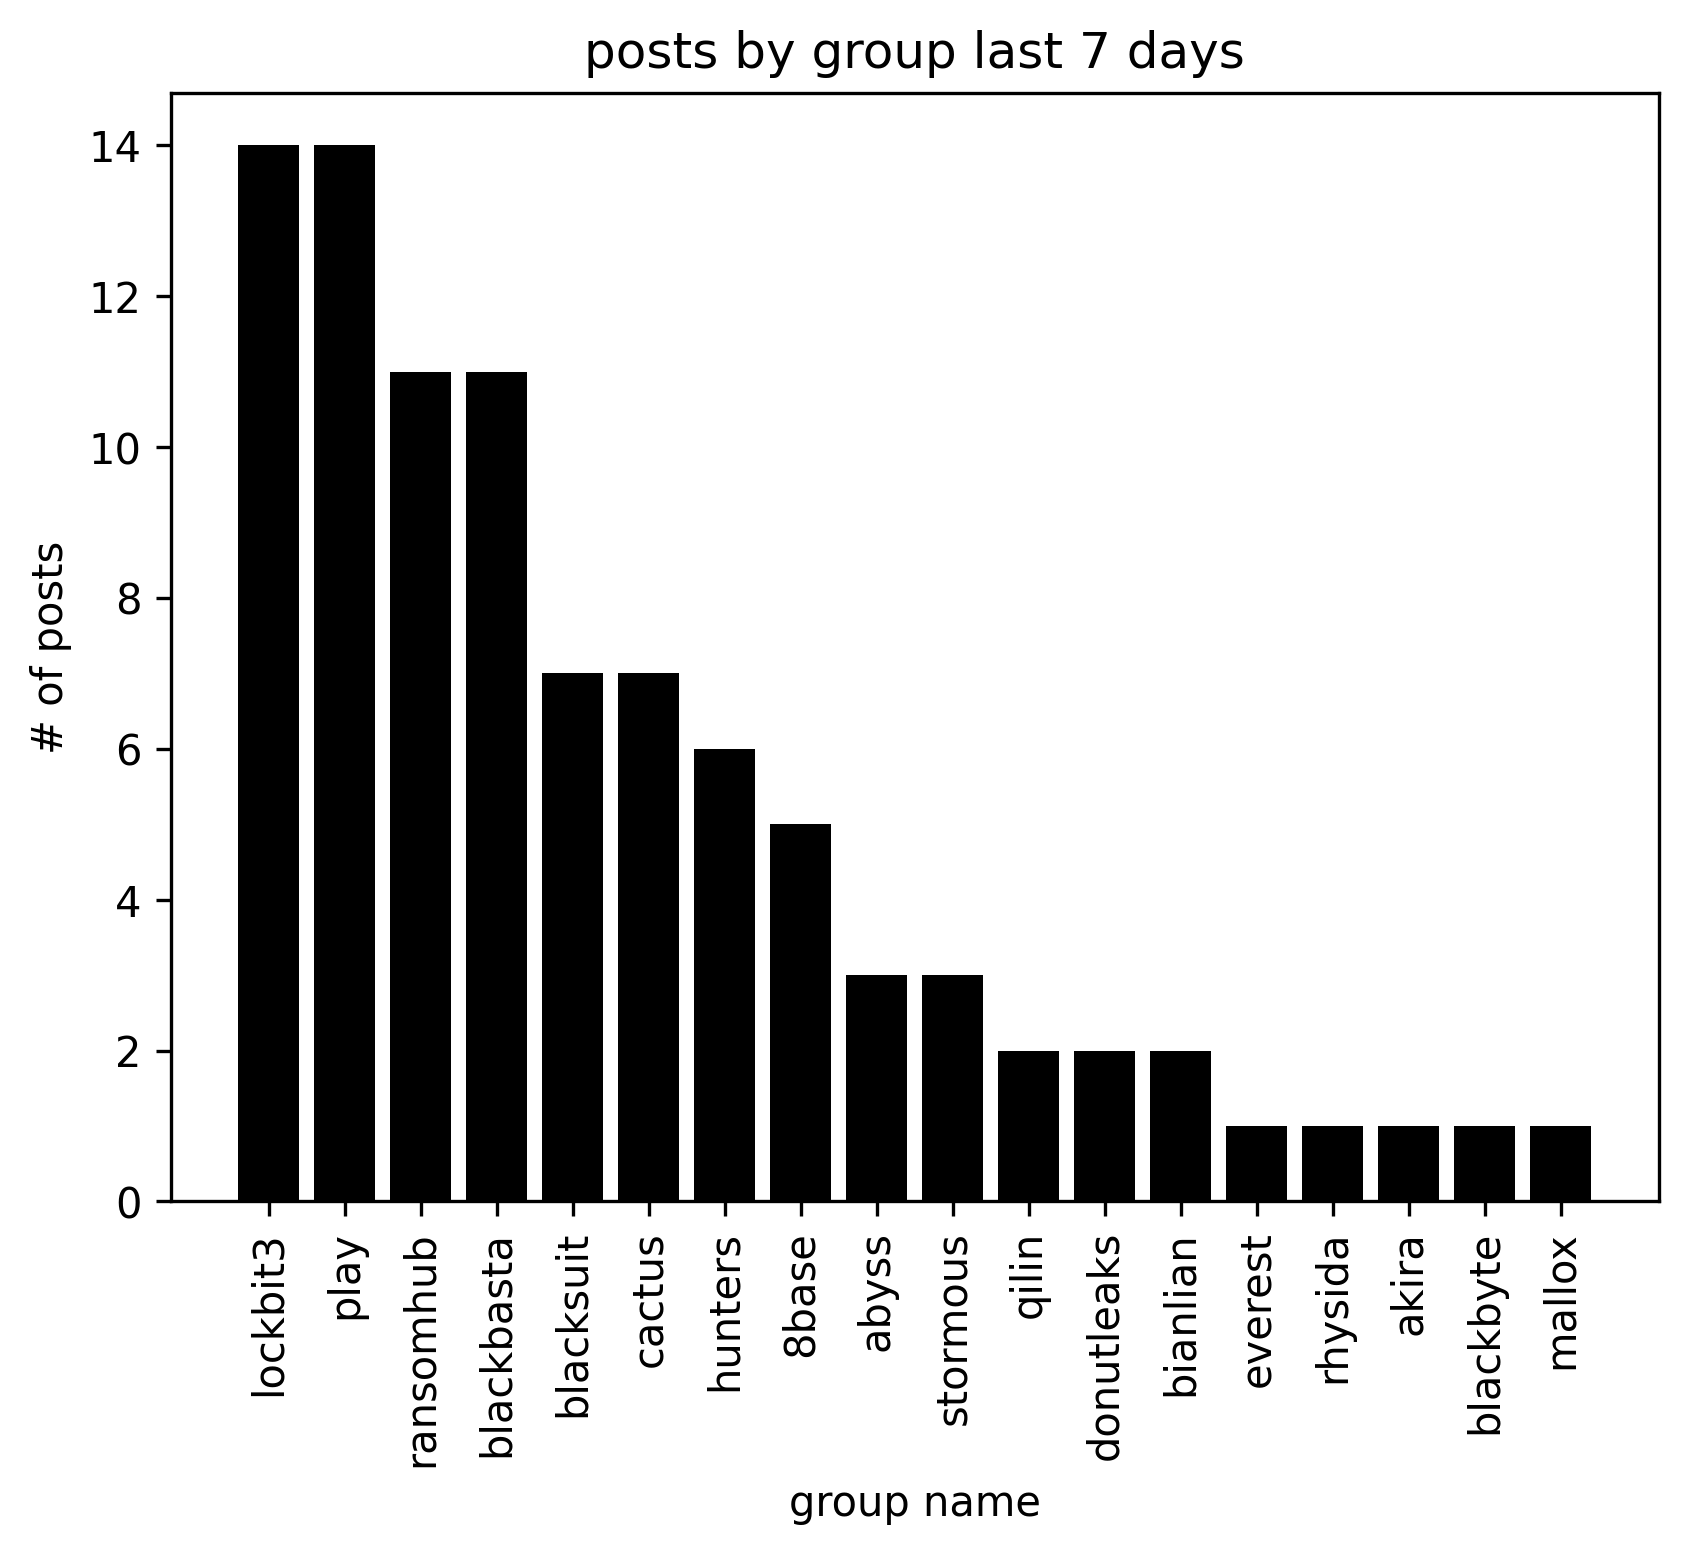 posts by group last 7 days
14
12
10
8
6
4
2
0
# of posts
lockbit3
play
ransomhub
blackbasta
blacksuit
cactus
hunters
8base
abyss
stormous
qilin
donutleaks
bianlian
everest
rhysida
akira
blackbyte
mallox
group name